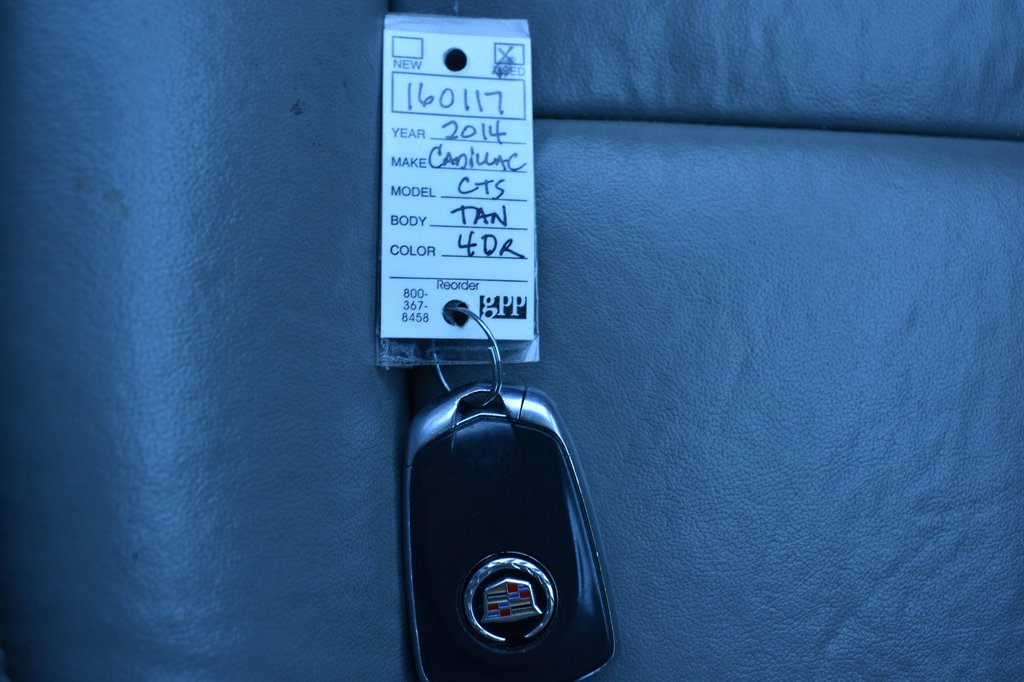 NEW USED
160117
YEAR 2014
MAKE CADILLAC
MODEL CTS
BODY TAN
COLOR 4DR
Reorder
800-
367-
8458
gpp